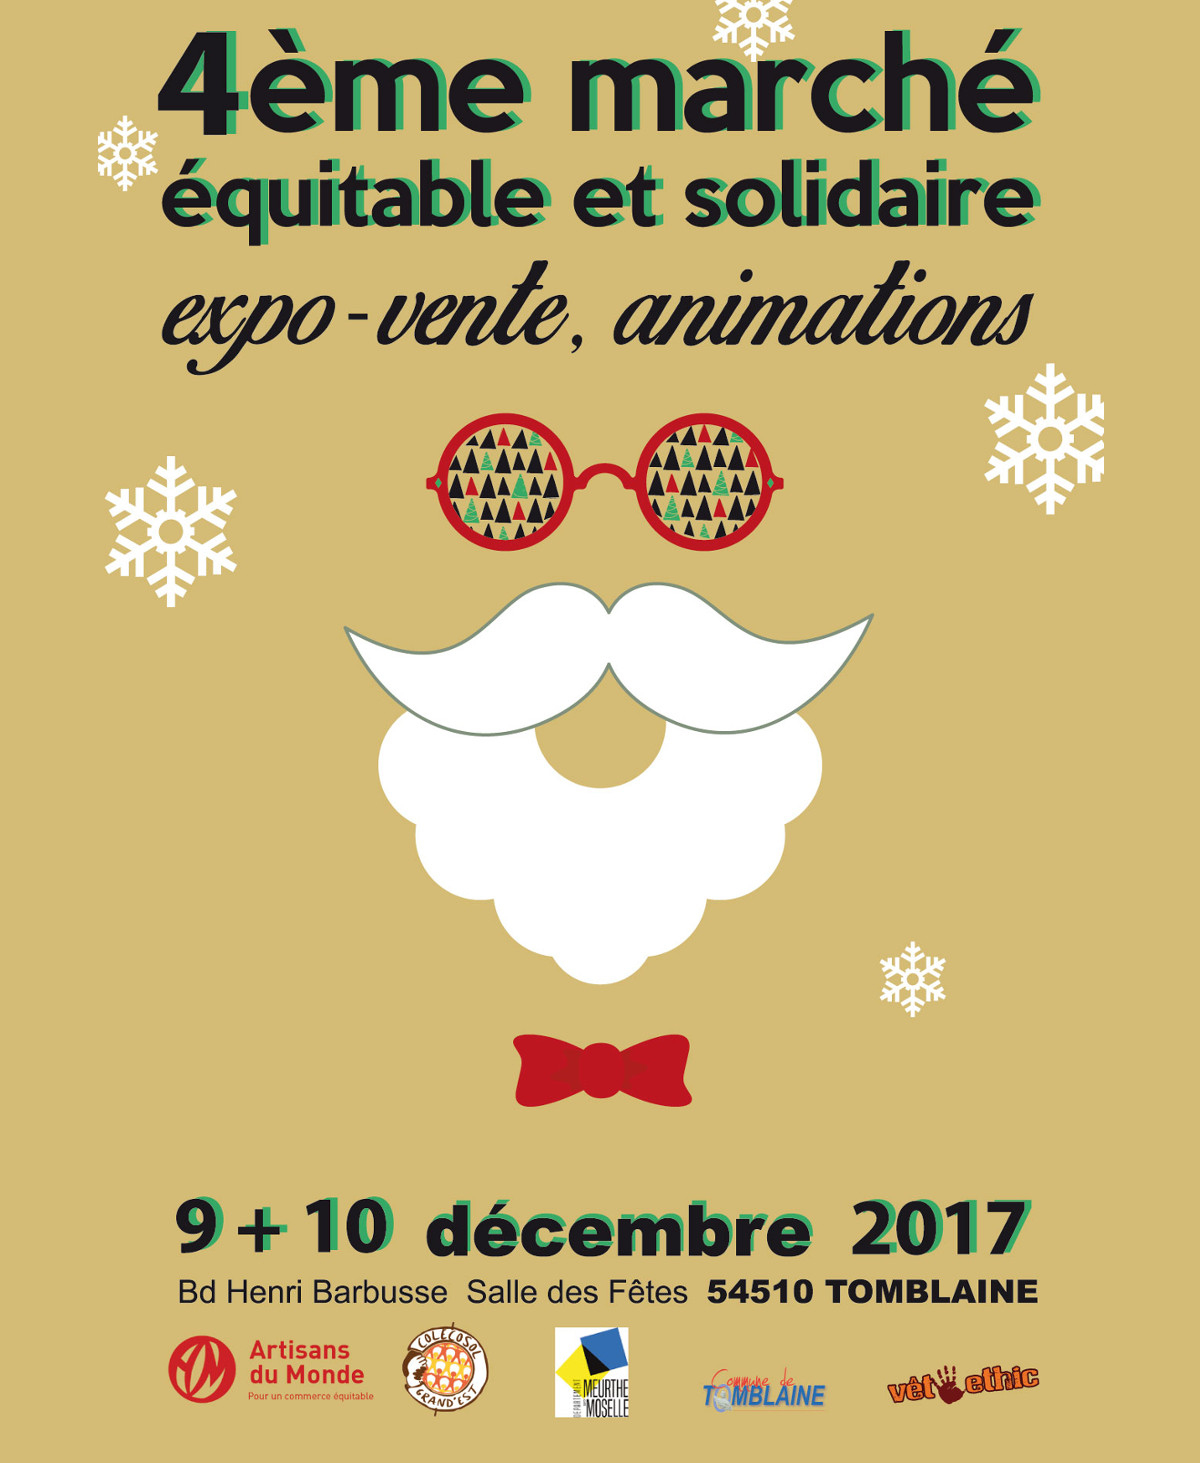 4ème marché
équitable et solidaire
expo-vente, animations
9 + 10 décembre 2017
Bd Henri Barbusse Salle des Fêtes 54510 TOMBLAINE
Artisans
du Monde
Pour un commerce équitable
COLECOSOL
GRAND'EST
DÉPARTEMENT
MEURTHE
MOSELLE
Commune de
TOMBLAINE
vêt ethic